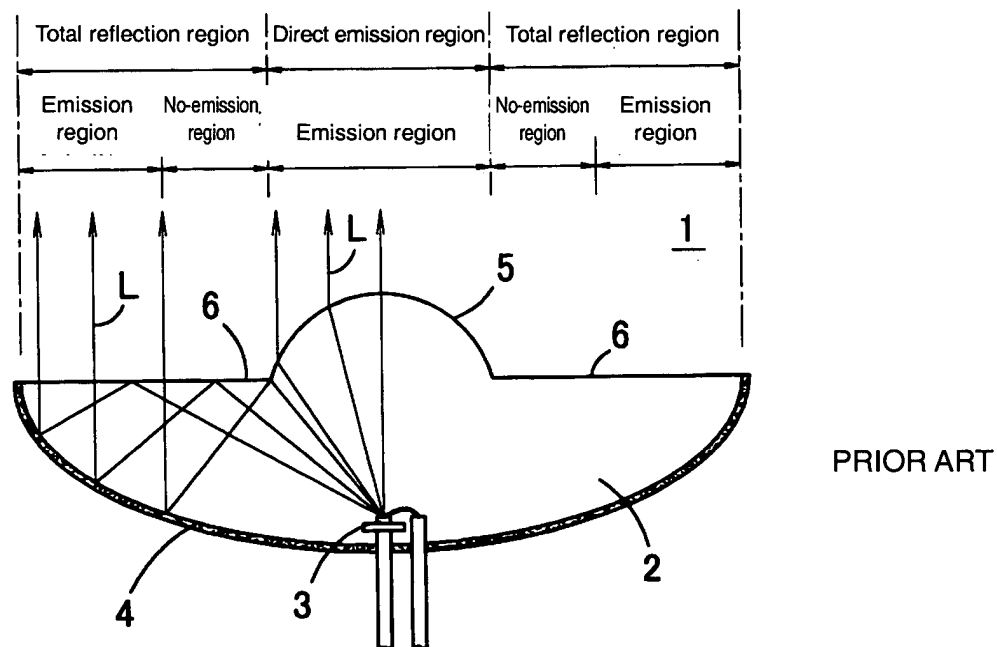 Total reflection region Direct emission region Total reflection region
Emission region No-emission region Emission region No-emission region Emission region
1
L
L
5
6
6
PRIOR ART
2
3
4